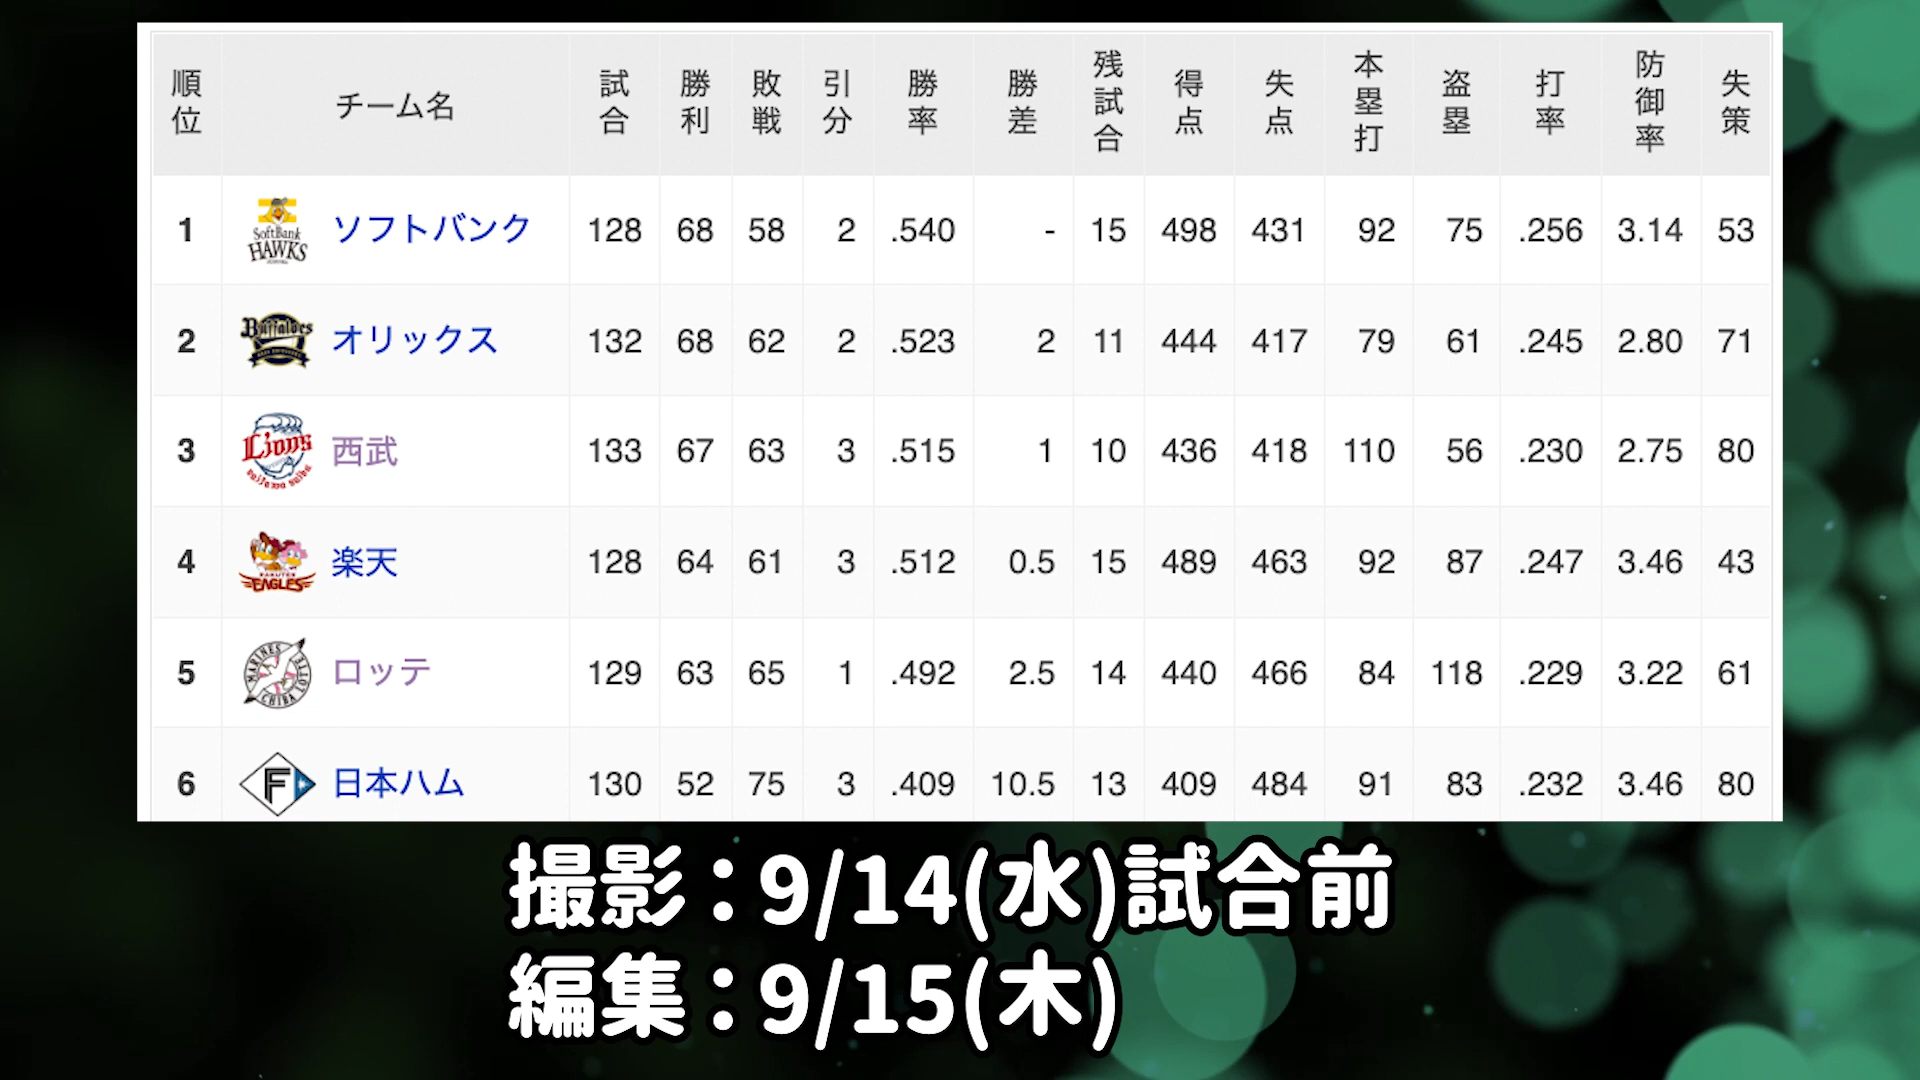 順位 チーム名 試合 勝利 敗戦 引分 勝率 勝差 残試合 得点 失点 本塁打 盗塁 打率 防御率 失策
1 SoftBank HAWKS ソフトバンク 128 68 58 2 .540 - 15 498 431 92 75 .256 3.14 53
2 Buffaloes オリックス 132 68 62 2 .523 2 11 444 417 79 61 .245 2.80 71
3 Lions 西武 133 67 63 3 .515 1 10 436 418 110 56 .230 2.75 80
4 EAGLES 楽天 128 64 61 3 .512 0.5 15 489 463 92 87 .247 3.46 43
5 MARINES CHIBA LOTTE ロッテ 129 63 65 1 .492 2.5 14 440 466 84 118 .229 3.22 61
6 F 日本ハム 130 52 75 3 .409 10.5 13 409 484 91 83 .232 3.46 80
撮影：9/14(水)試合前
編集：9/15(木)